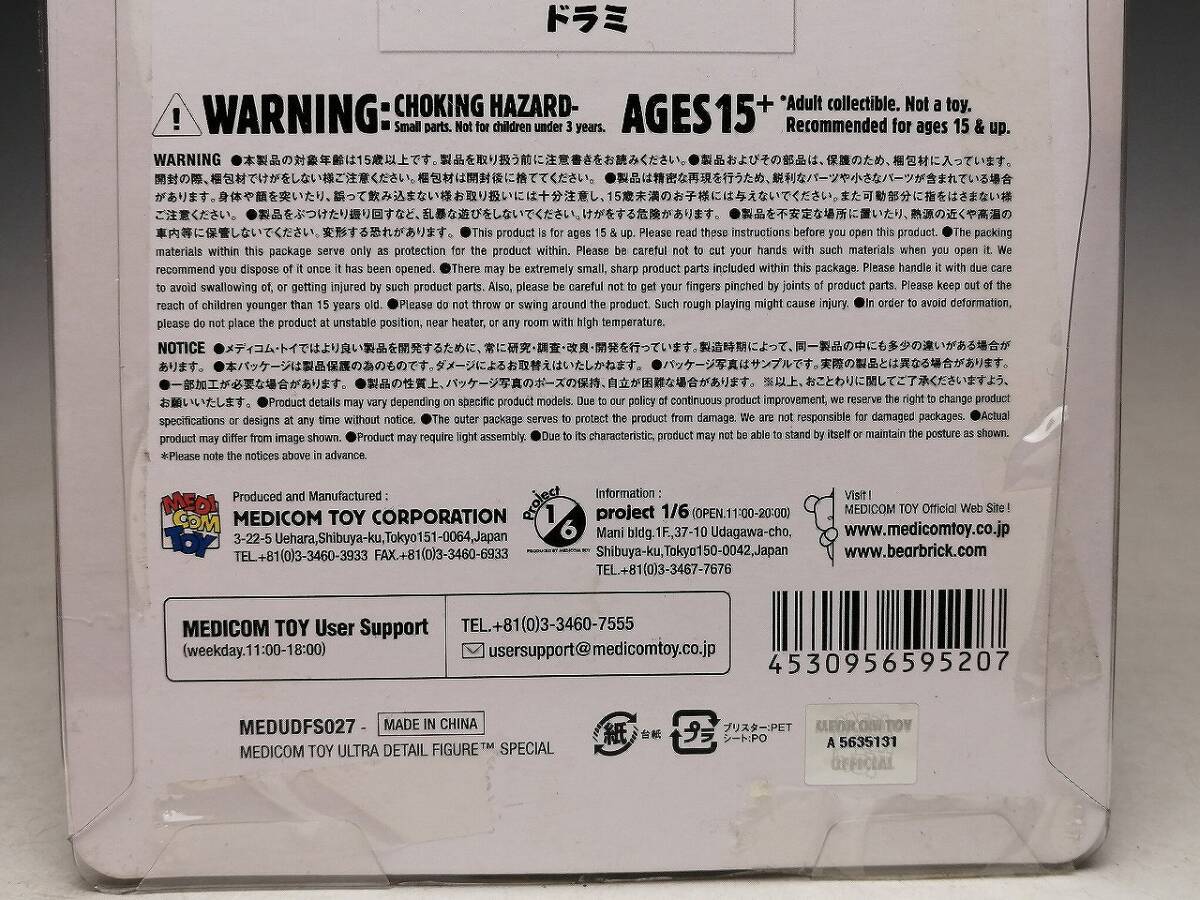 ドラミ
WARNING: CHOKING HAZARD-
Small parts. Not for children under 3 years.
AGES 15+ *Adult collectible. Not a toy.
Recommended for ages 15 & up.
WARNING ●本製品の対象年齢は15歳以上です。製品を取り扱う前に注意書きをお読みください。●製品およびその部品は、保護のため、梱包材に入っています。
開封の際、梱包材でけがをしない様ご注意ください。梱包材は開封後に捨ててください。 ●製品は精密な再現を行うため、鋭利なパーツや小さなパーツが含まれている場合
があります。身体や顔を突いたり、誤って飲み込まない様お取り扱いには十分注意し、15歳未満のお子様には与えないでください。また可動部分に指をはさまない様
ご注意ください。 ●製品をぶつけたり振り回すなど、乱暴な遊びをしないでください。けがをする危険があります。 ●製品を不安定な場所に置いたり、熱源の近くや高温の
車内等に保管しないでください。変形する恐れがあります。 ●This product is for ages 15 & up. Please read these instructions before you open this product. ●The packing
materials within this package serve only as protection for the product within. Please be careful not to cut your hands with such materials when you open it. We
recommend you dispose of it once it has been opened. ●There may be extremely small, sharp product parts included within this package. Please handle it with due care
to avoid swallowing of, or getting injured by such product parts. Also, please be careful not to get your fingers pinched by joints of product parts. Please keep out of the
reach of children younger than 15 years old. ●Please do not throw or swing around the product. Such rough playing might cause injury. ●In order to avoid deformation,
please do not place the product at unstable position, near heater, or any room with high temperature.
NOTICE ●メディコム・トイではより良い製品を開発するために、常に研究・調査・改良・開発を行っています。製造時期によって、同一製品の中にも多少の違いがある場合が
あります。 ●本パッケージは製品保護の為のものです。ダメージによるお取替えはいたしかねます。 ●パッケージ写真はサンプルです。実際の製品とは異なる場合があります。
●一部加工が必要な場合があります。 ●製品の性質上、パッケージ写真のポーズの保持、自立が困難な場合があります。 ※以上、おことわりに関してご了承くださいますよう、
お願いいたします。 ●Product details may vary depending on specific product models. Due to our policy of continuous product improvement, we reserve the right to change product
specifications or designs at any time without notice. ●The outer package serves to protect the product from damage. We are not responsible for damaged packages. ●Actual
product may differ from image shown. ●Product may require light assembly. ●Due to its characteristic, product may not be able to stand by itself or maintain the posture as shown.
*Please note the notices above in advance.
MEDI
COM
TOY
Produced and Manufactured :
MEDICOM TOY CORPORATION
3-22-5 Uehara,Shibuya-ku,Tokyo151-0064,Japan
TEL.+81(0)3-3460-3933 FAX.+81(0)3-3460-6933
Project
1/6
PRODUCED BY MEDICOM TOY
Information :
project 1/6 (OPEN.11:00-20:00)
Mani bldg.1F.,37-10 Udagawa-cho,
Shibuya-ku,Tokyo150-0042,Japan
TEL.+81(0)3-3467-7676
Visit !
MEDICOM TOY Official Web Site !
www.medicomtoy.co.jp
www.bearbrick.com
MEDICOM TOY User Support
(weekday.11:00-18:00)
TEL.+81(0)3-3460-7555
usersupport@medicomtoy.co.jp
4530956595207
MEDUDFS027 - MADE IN CHINA
MEDICOM TOY ULTRA DETAIL FIGURE™ SPECIAL
紙 台紙
プラ ブリスター:PET
シート:PO
MEDICOM TOY
A 5635131
OFFICIAL